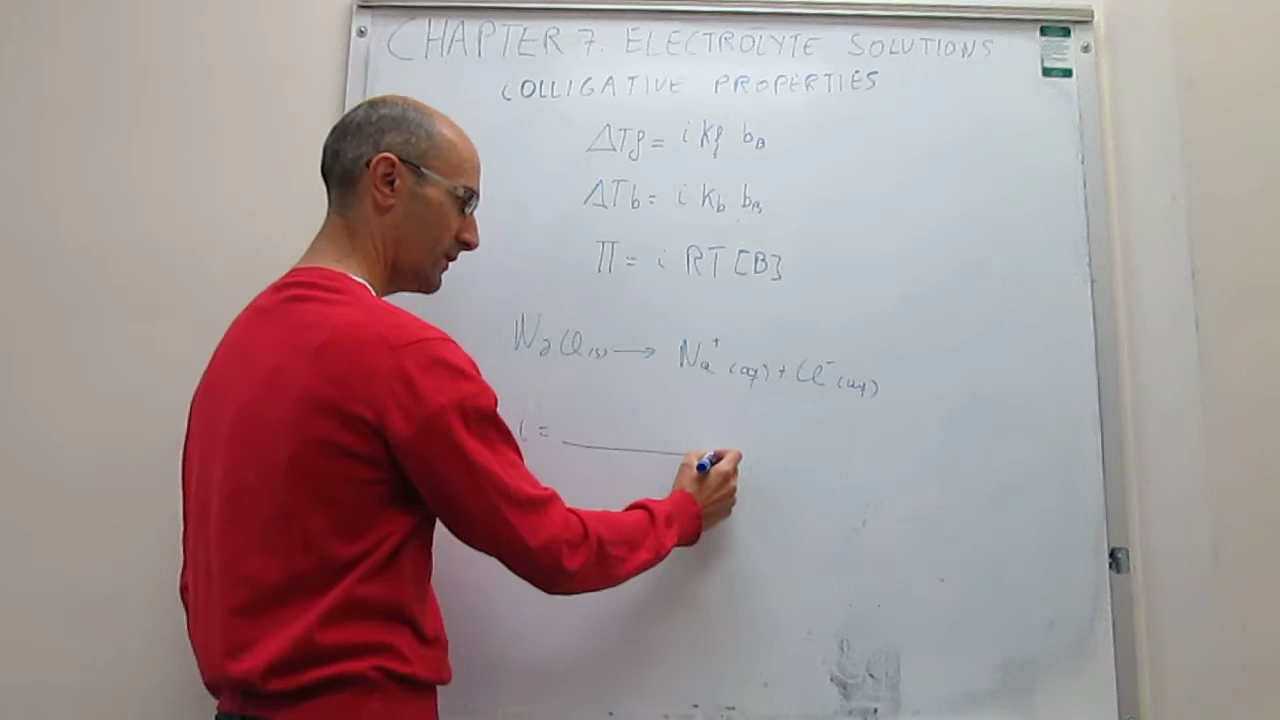 CHAPTER 7. ELECTROLYTE SOLUTIONS
COLLIGATIVE PROPERTIES
ΔTf = i Kf bB
ΔTb = i Kb bB
Π = i RT [B]
NaCl(s) → Na⁺(aq) + Cl⁻(aq)
i =